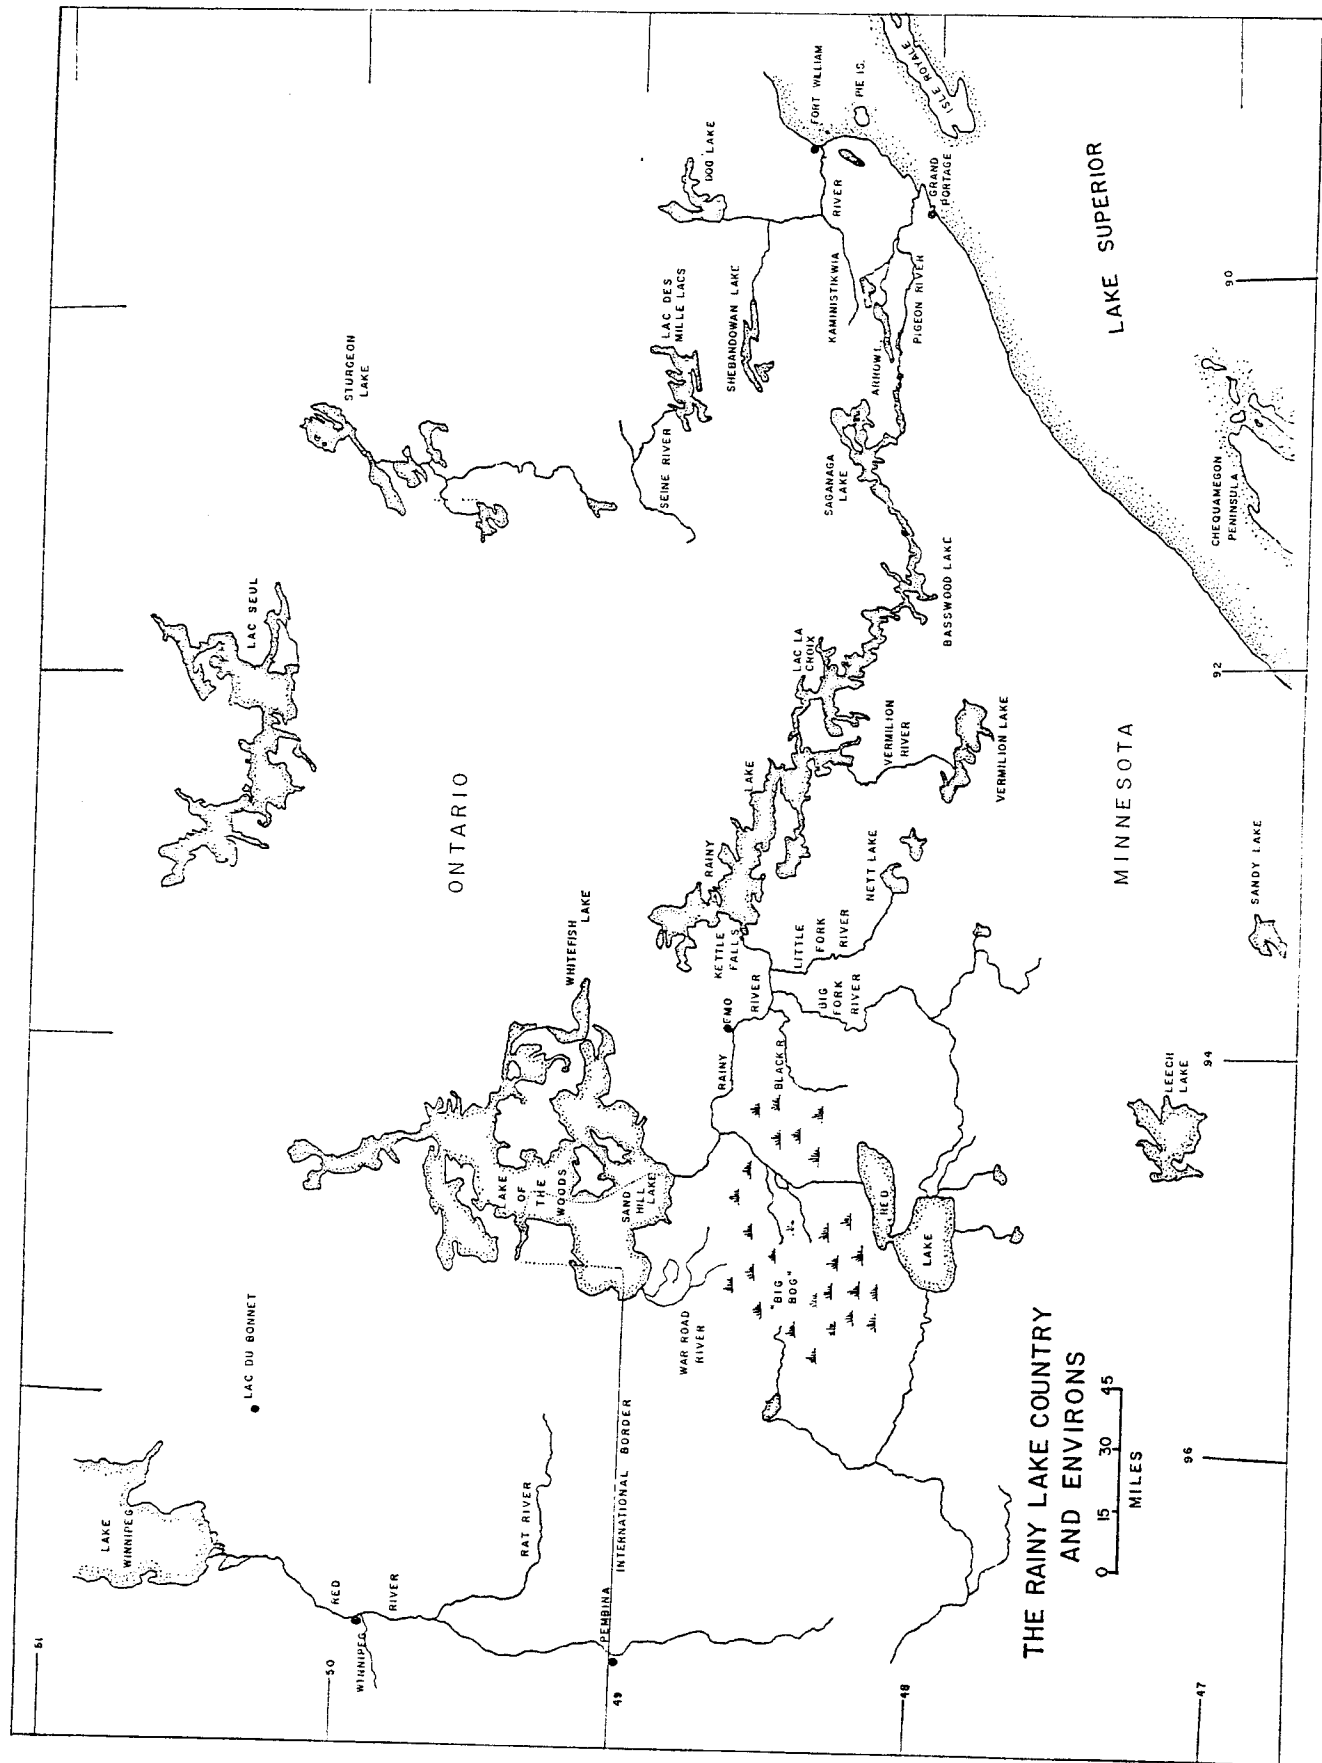 LAKE
WINNIPEG
LAC DU BONNET
RED
RIVER
WINNIPEG
RAT RIVER
PEMBINA
INTERNATIONAL BORDER
LAC SEUL
STURGEON
LAKE
ONTARIO
WHITEFISH LAKE
LAKE
OF
THE
WOODS
SAND
HILL
LAKE
WAR ROAD
RIVER
"BIG
BOG"
RED
LAKE
RAINY
RIVER
EMO
BLACK R.
BIG
FORK
RIVER
LITTLE
FORK
RIVER
KETTLE
FALLS
RAINY
LAKE
NETT LAKE
VERMILION
RIVER
VERMILION LAKE
LAC LA
CROIX
BASSWOOD LAKE
SAGANAGA
LAKE
SEINE RIVER
LAC DES
MILLE LACS
SHEBANDOWAN LAKE
DOG LAKE
KAMINISTIKWIA
RIVER
ARROW L.
PIGEON RIVER
FORT WILLIAM
PIE IS.
ISLE ROYALE
GRAND
PORTAGE
LAKE SUPERIOR
CHEQUAMEGON
PENINSULA
MINNESOTA
SANDY LAKE
LEECH
LAKE
THE RAINY LAKE COUNTRY
AND ENVIRONS
0 15 30 45
MILES
51
50
49
48
47
96
94
92
90